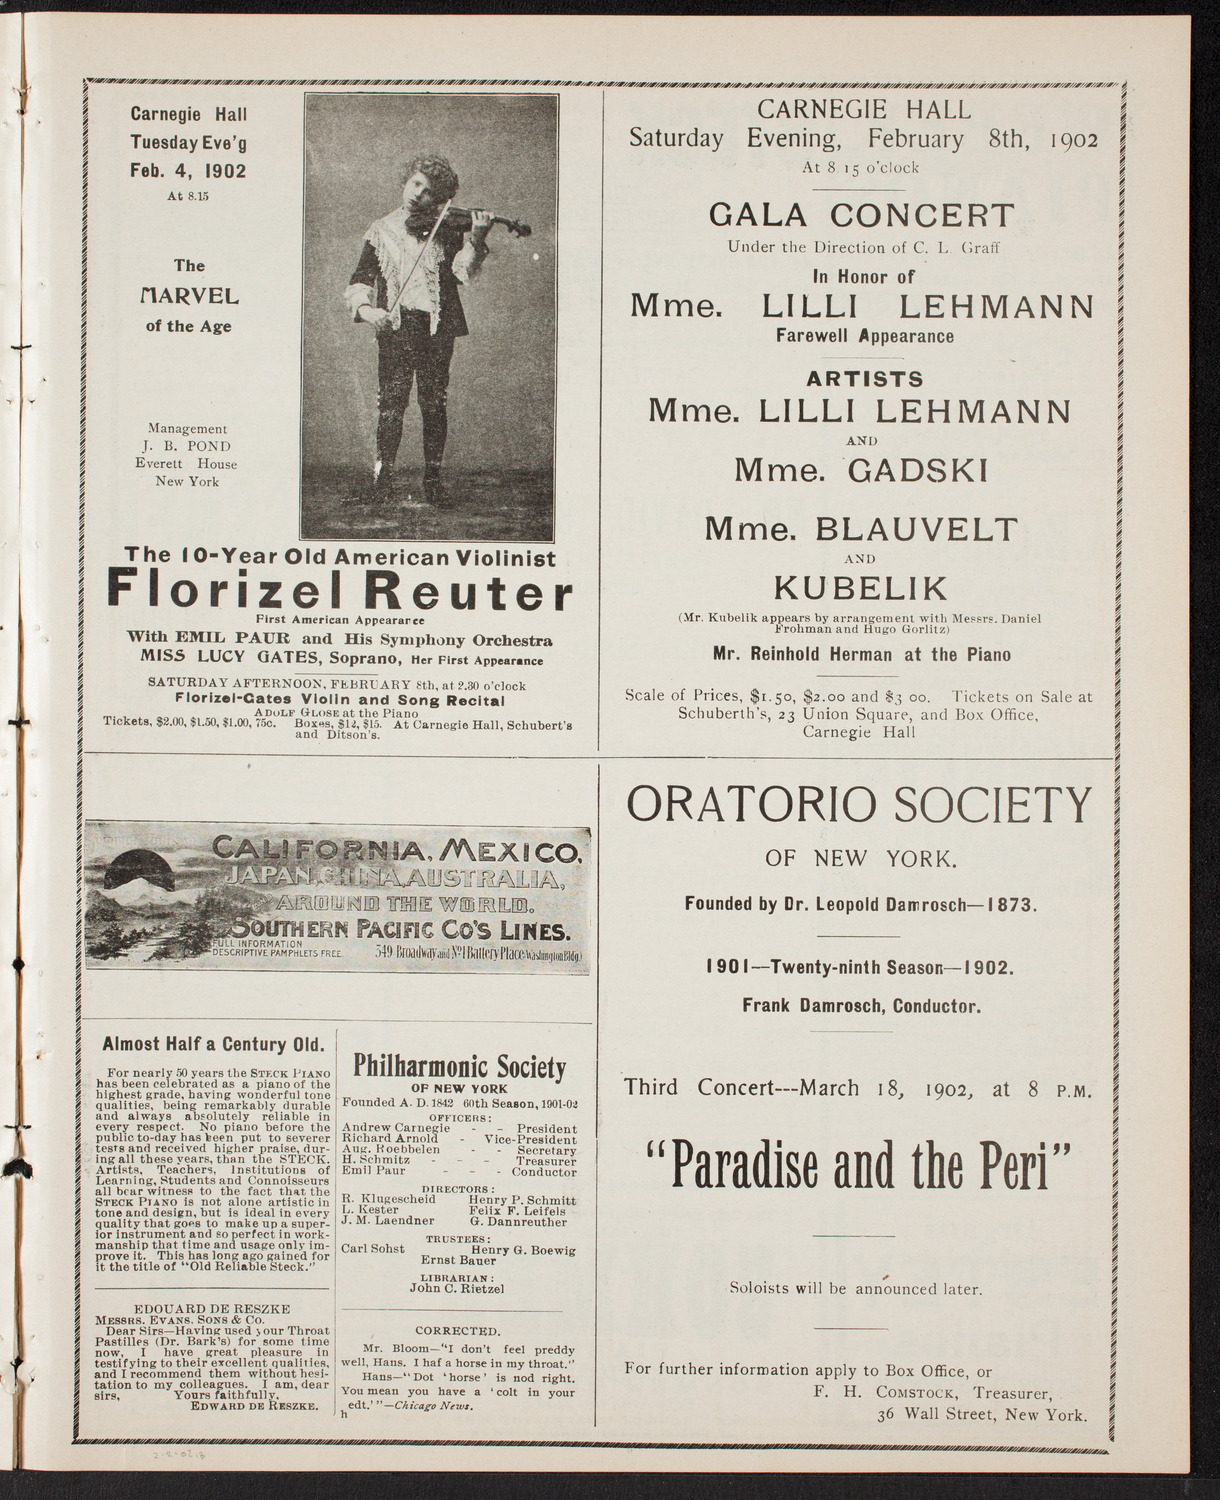 Carnegie Hall
Tuesday Eve'g
Feb. 4, 1902
At 8.15
The
MARVEL
of the Age
Management
J. B. POND
Everett House
New York
The 10-Year Old American Violinist
Florizel Reuter
First American Appearance
With EMIL PAUR and His Symphony Orchestra
MISS LUCY GATES, Soprano, Her First Appearance
SATURDAY AFTERNOON, FEBRUARY 8th, at 2.30 o'clock
Florizel-Gates Violin and Song Recital
ADOLF GLOSE at the Piano
Tickets, $2.00, $1.50, $1.00, 75c. Boxes, $12, $15. At Carnegie Hall, Schubert's
and Ditson's.
CARNEGIE HALL
Saturday Evening, February 8th, 1902
At 8 15 o'clock
GALA CONCERT
Under the Direction of C. L. Graff
In Honor of
Mme. LILLI LEHMANN
Farewell Appearance
ARTISTS
Mme. LILLI LEHMANN
AND
Mme. GADSKI
Mme. BLAUVELT
AND
KUBELIK
(Mr. Kubelik appears by arrangement with Messrs. Daniel
Frohman and Hugo Gorlitz)
Mr. Reinhold Herman at the Piano
Scale of Prices, $1.50, $2.00 and $3 00. Tickets on Sale at
Schuberth's, 23 Union Square, and Box Office,
Carnegie Hall
CALIFORNIA, MEXICO,
JAPAN, CHINA, AUSTRALIA,
AROUND THE WORLD.
SOUTHERN PACIFIC CO'S LINES.
FULL INFORMATION
DESCRIPTIVE PAMPHLETS FREE
349 Broadway and No 1 Battery Place (Washington Bldg.)
Almost Half a Century Old.
For nearly 50 years the STECK PIANO
has been celebrated as a piano of the
highest grade, having wonderful tone
qualities, being remarkably durable
and always absolutely reliable in
every respect. No piano before the
public to-day has been put to severer
tests and received higher praise, dur-
ing all these years, than the STECK.
Artists, Teachers, Institutions of
Learning, Students and Connoisseurs
all bear witness to the fact that the
STECK PIANO is not alone artistic in
tone and design, but is ideal in every
quality that goes to make up a super-
ior instrument and so perfect in work-
manship that time and usage only im-
prove it. This has long ago gained for
it the title of "Old Reliable Steck."
EDOUARD DE RESZKE
MESSRS. EVANS, SONS & CO.
Dear Sirs—Having used your Throat
Pastilles (Dr. Bark's) for some time
now, I have great pleasure in
testifying to their excellent qualities,
and I recommend them without hesi-
tation to my colleagues. I am, dear
sirs, Yours faithfully,
EDWARD DE RESZKE.
Philharmonic Society
OF NEW YORK
Founded A. D. 1842 60th Season, 1901-02
OFFICERS:
Andrew Carnegie - - President
Richard Arnold - Vice-President
Aug. Roebbelen - - Secretary
H. Schmitz - - - Treasurer
Emil Paur - - - Conductor
DIRECTORS:
R. Klugescheid Henry P. Schmitt
L. Kester Felix F. Leifels
J. M. Laendner G. Dannreuther
TRUSTEES:
Carl Sohst Henry G. Boewig
Ernst Bauer
LIBRARIAN:
John C. Rietzel
CORRECTED.
Mr. Bloom—"I don't feel preddy
well, Hans. I haf a horse in my throat."
Hans—"Dot 'horse' is nod right.
You mean you have a 'colt in your
edt.'"—Chicago News.
h
ORATORIO SOCIETY
OF NEW YORK.
Founded by Dr. Leopold Damrosch—1873.
1901—Twenty-ninth Season—1902.
Frank Damrosch, Conductor.
Third Concert---March 18, 1902, at 8 P.M.
"Paradise and the Peri"
Soloists will be announced later.
For further information apply to Box Office, or
F. H. COMSTOCK, Treasurer,
36 Wall Street, New York.
2-2-02